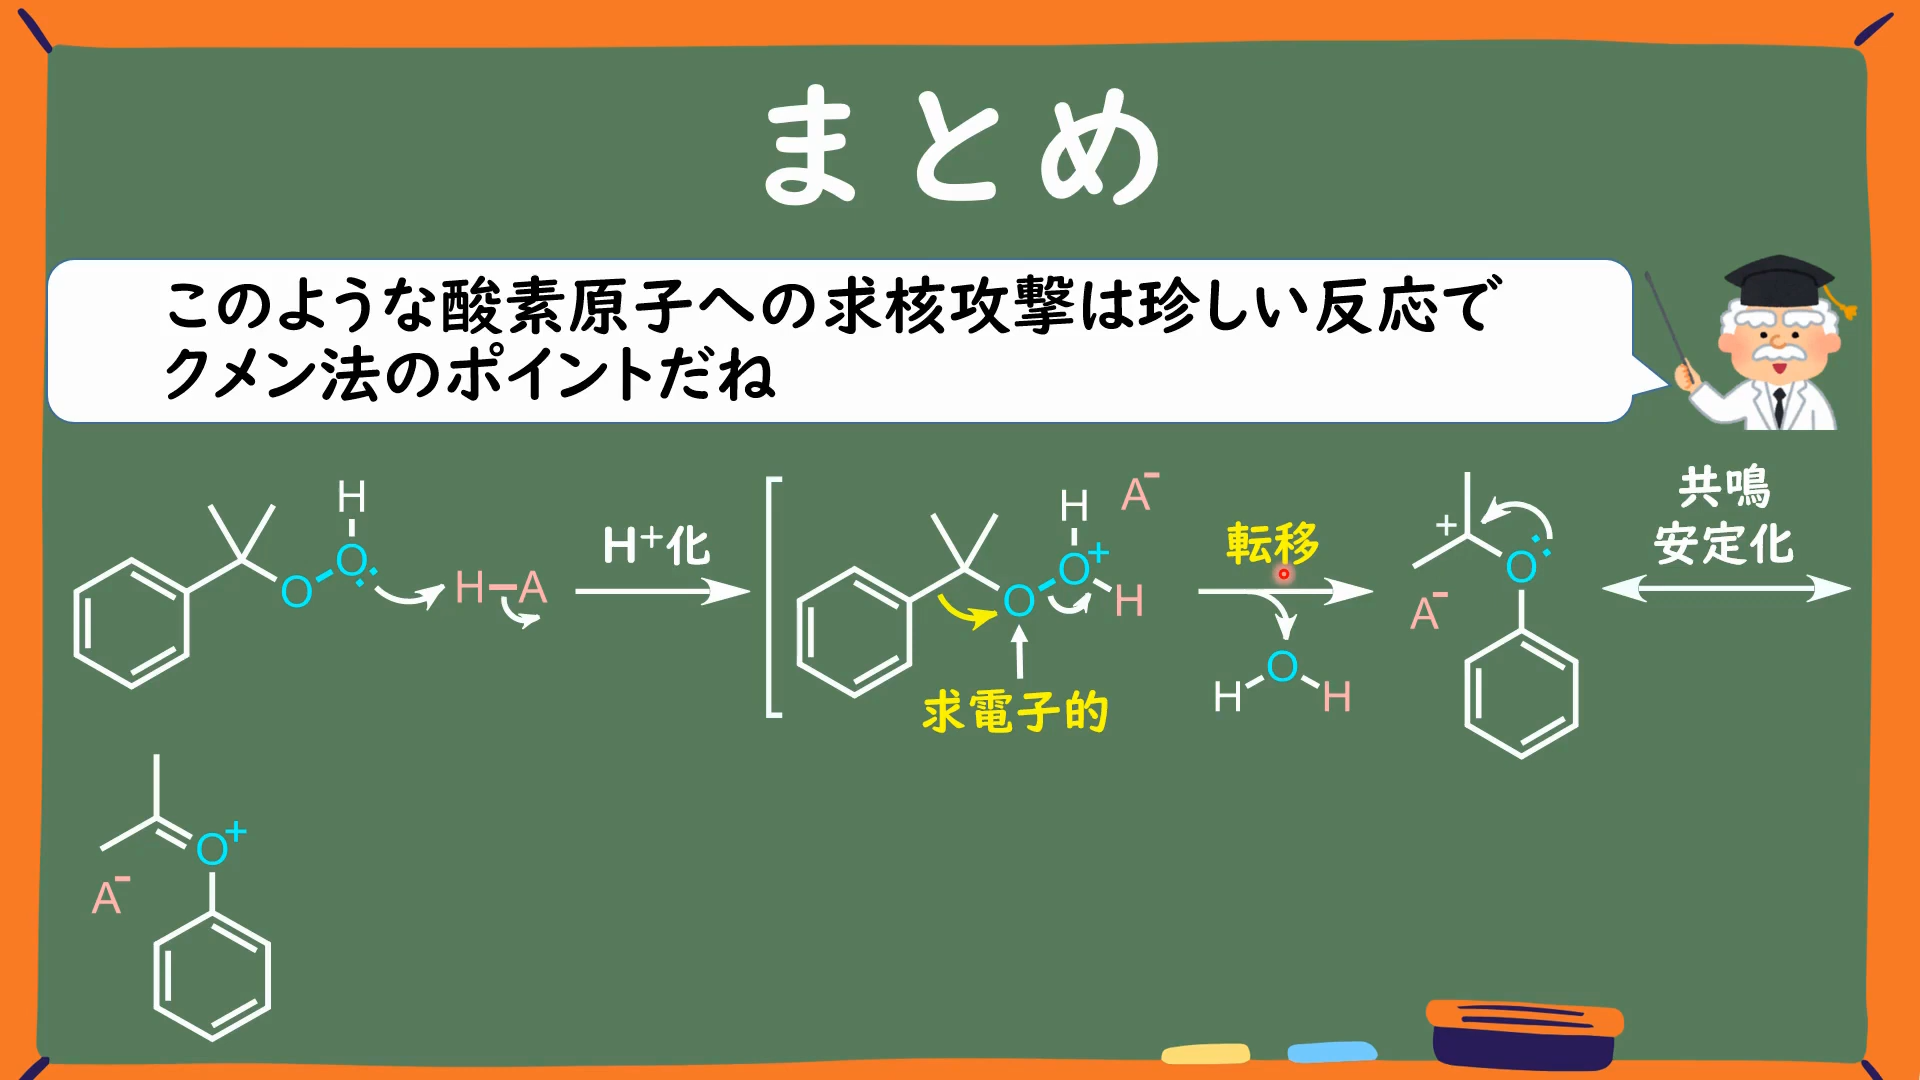 まとめ
このような酸素原子への求核攻撃は珍しい反応で
クメン法のポイントだね
H
O
O
H-A
H⁺化
H
O⁺
O
H
A⁻
求電子的
転移
H O H
+
O
A⁻
共鳴
安定化
O⁺
A⁻